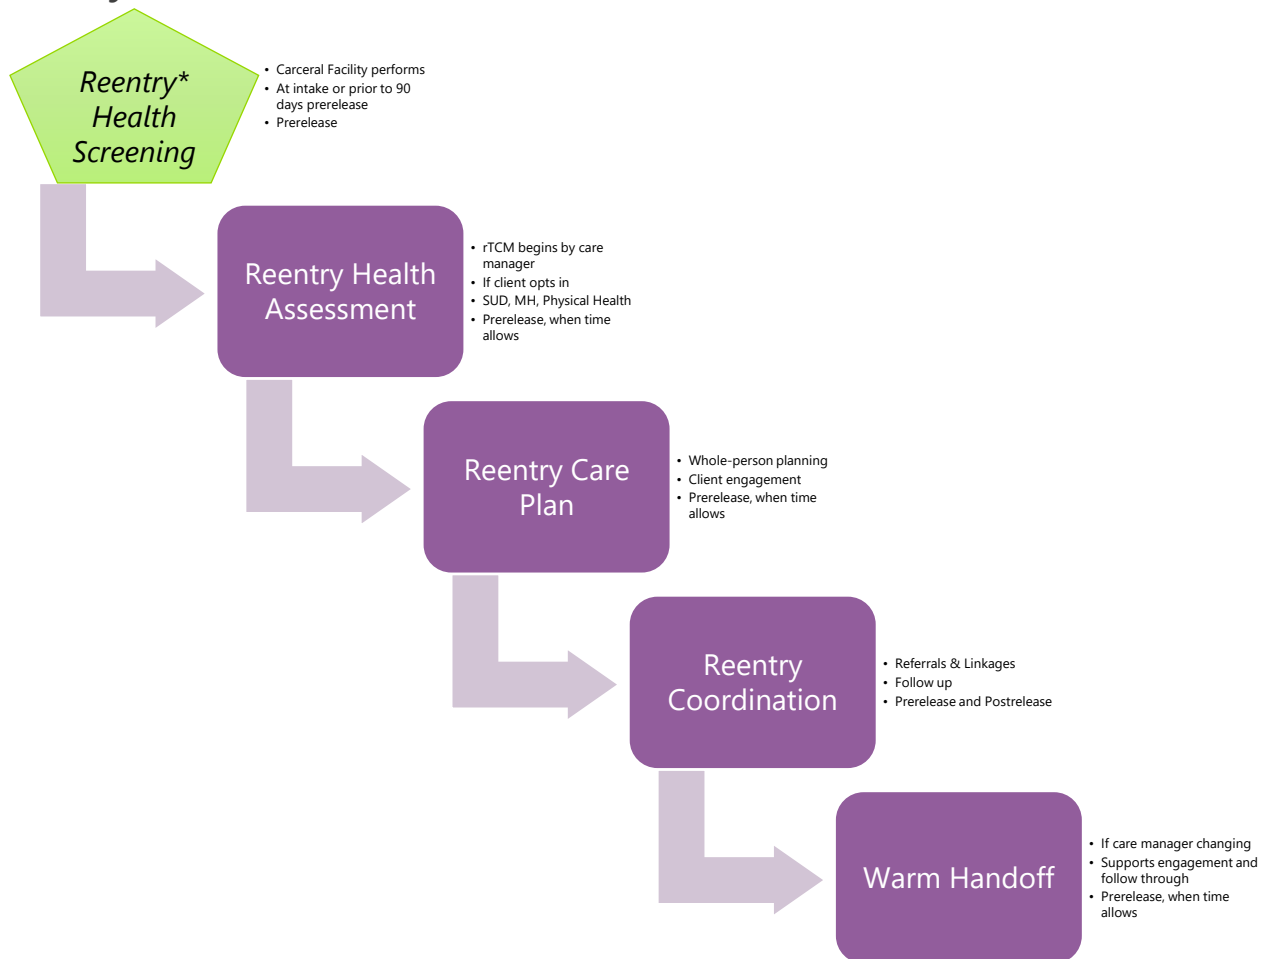 Reentry*
Health
Screening
• Carceral Facility performs
• At intake or prior to 90
days prerelease
• Prerelease
Reentry Health
Assessment
• rTCM begins by care
manager
• If client opts in
• SUD, MH, Physical Health
• Prerelease, when time
allows
Reentry Care
Plan
• Whole-person planning
• Client engagement
• Prerelease, when time
allows
Reentry
Coordination
• Referrals & Linkages
• Follow up
• Prerelease and Postrelease
Warm Handoff
• If care manager changing
• Supports engagement and
follow through
• Prerelease, when time
allows